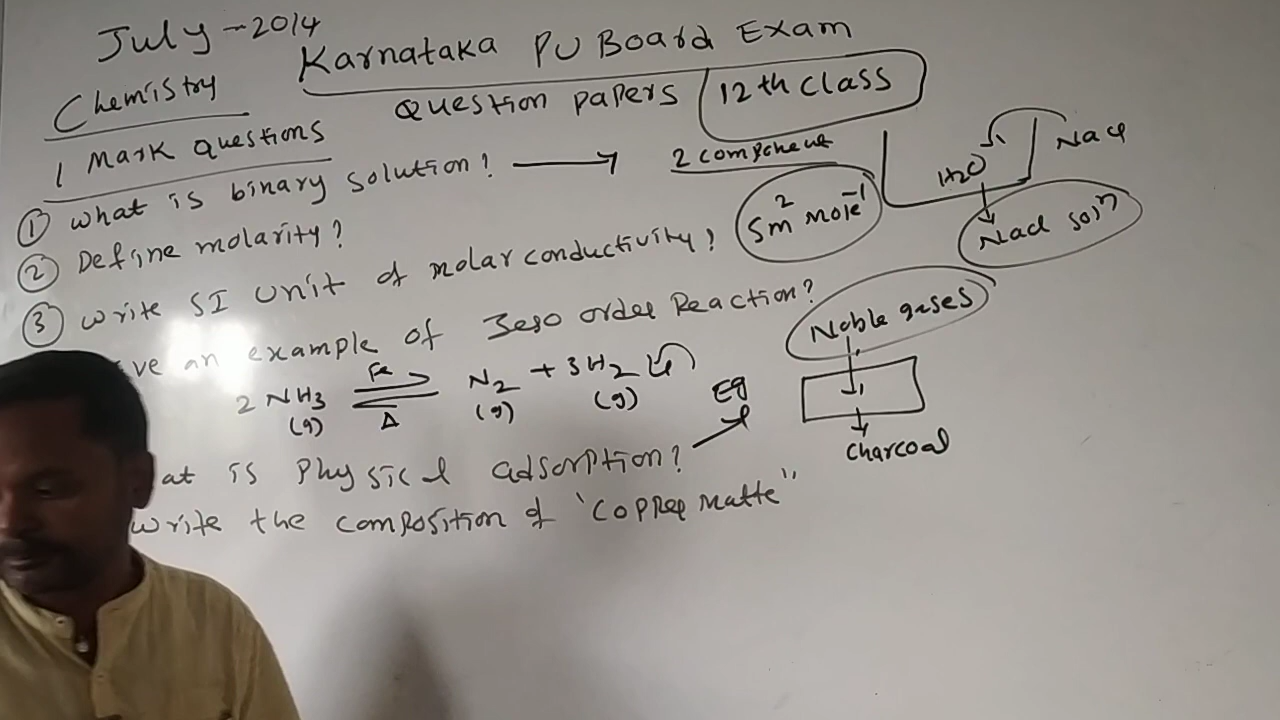 July - 2014
Karnataka PU Board Exam
Chemistry
question papers 12th class
1 Mark questions
① what is binary solution? → 2 component
H2O
NaCl
NaCl solⁿ
② Define molarity?
③ write SI Unit of molar conductivity? Sm² mole⁻¹
ve an example of Zero order Reaction?
2 NH3 (g) ⇌ N2 (g) + 3H2 (g)
Fe
Δ
at is physical adsorption? → Eg
Noble gases
charcoal
write the composition of 'copper matte"